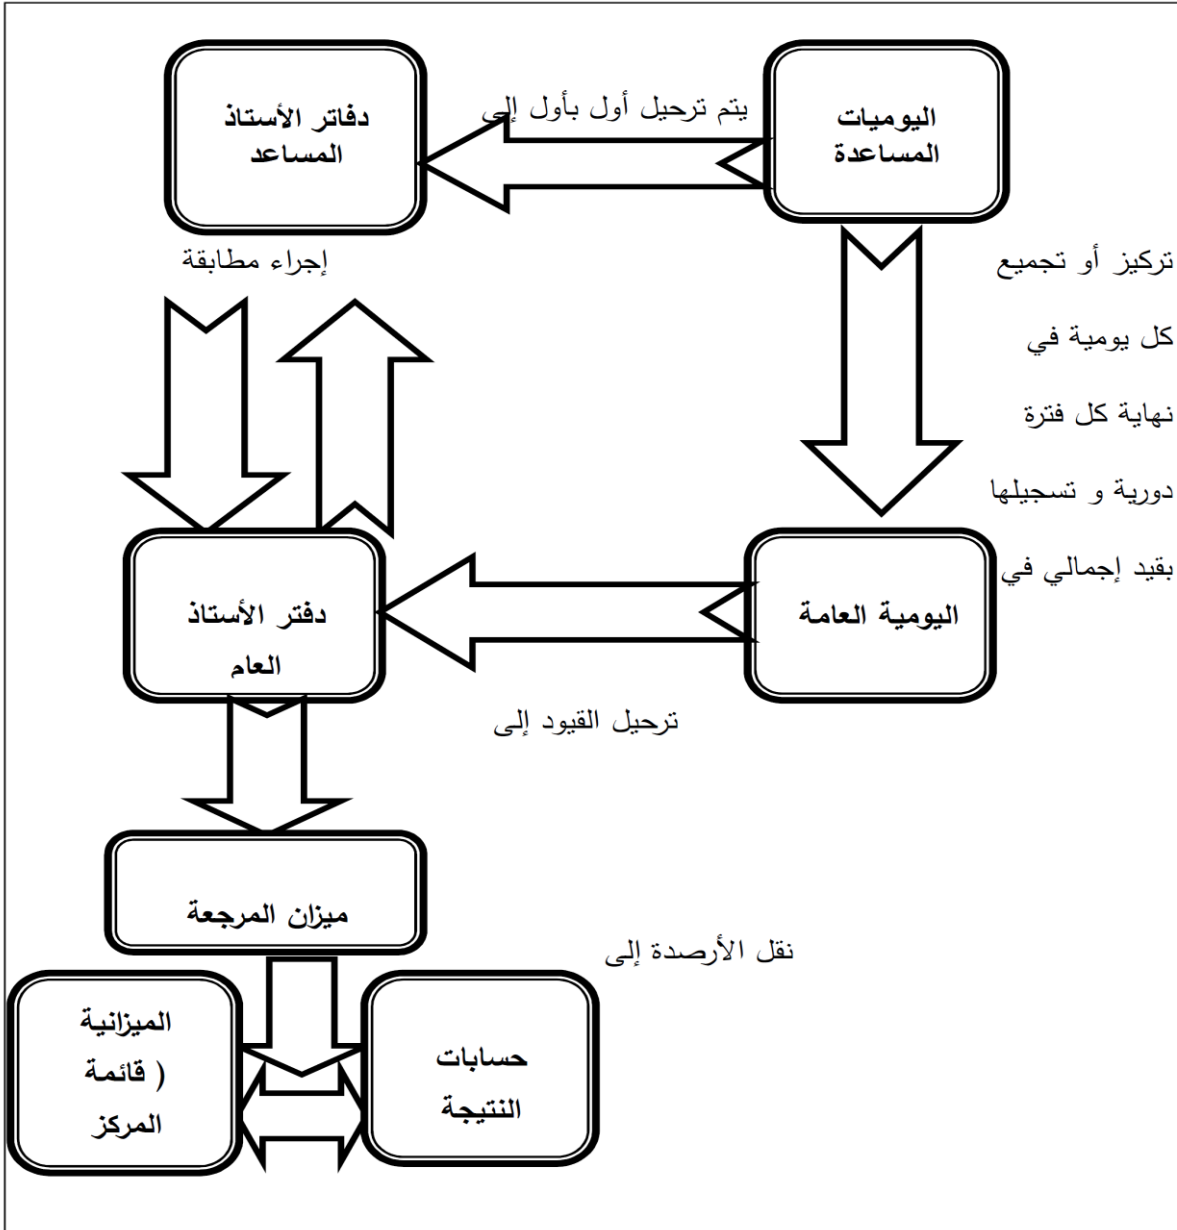 اليوميات
المساعدة
يتم ترحيل أول بأول إلى
دفاتر الأستاذ
المساعد
إجراء مطابقة
تركيز أو تجميع
كل يومية في
نهاية كل فترة
دورية و تسجيلها
بقيد إجمالي في
اليومية العامة
دفتر الأستاذ
العام
ترحيل القيود إلى
ميزان المرجعة
نقل الأرصدة إلى
حسابات
النتيجة
الميزانية
( قائمة
المركز